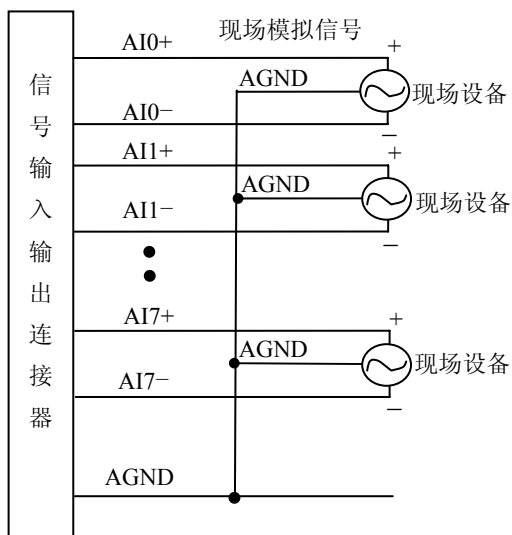 信号输入输出连接器
现场模拟信号
AI0+
+
AGND
现场设备
AI0−
−
AI1+
+
AGND
现场设备
AI1−
−
AI7+
+
AGND
现场设备
AI7−
−
AGND